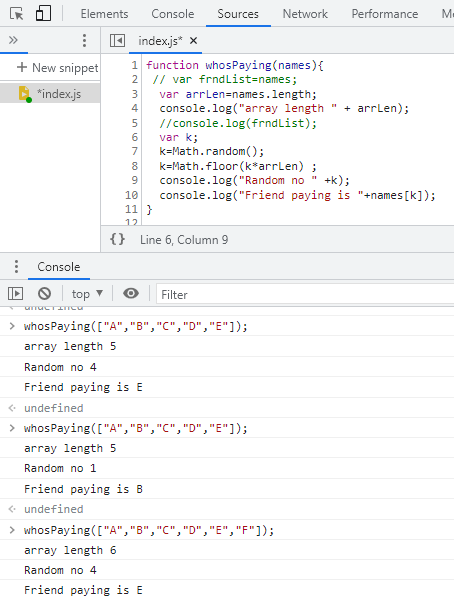 Elements Console Sources Network Performance
» index.js* ×
+ New snippet
*index.js
1 function whosPaying(names){
2 // var frndList=names;
3 var arrLen=names.length;
4 console.log("array length " + arrLen);
5 //console.log(frndList);
6 var k;
7 k=Math.random();
8 k=Math.floor(k*arrLen) ;
9 console.log("Random no " +k);
10 console.log("Friend paying is "+names[k]);
11 }
12
{} Line 6, Column 9
Console
top ▼ Filter
undefined
> whosPaying(["A","B","C","D","E"]);
array length 5
Random no 4
Friend paying is E
undefined
> whosPaying(["A","B","C","D","E"]);
array length 5
Random no 1
Friend paying is B
undefined
> whosPaying(["A","B","C","D","E","F"]);
array length 6
Random no 4
Friend paying is E